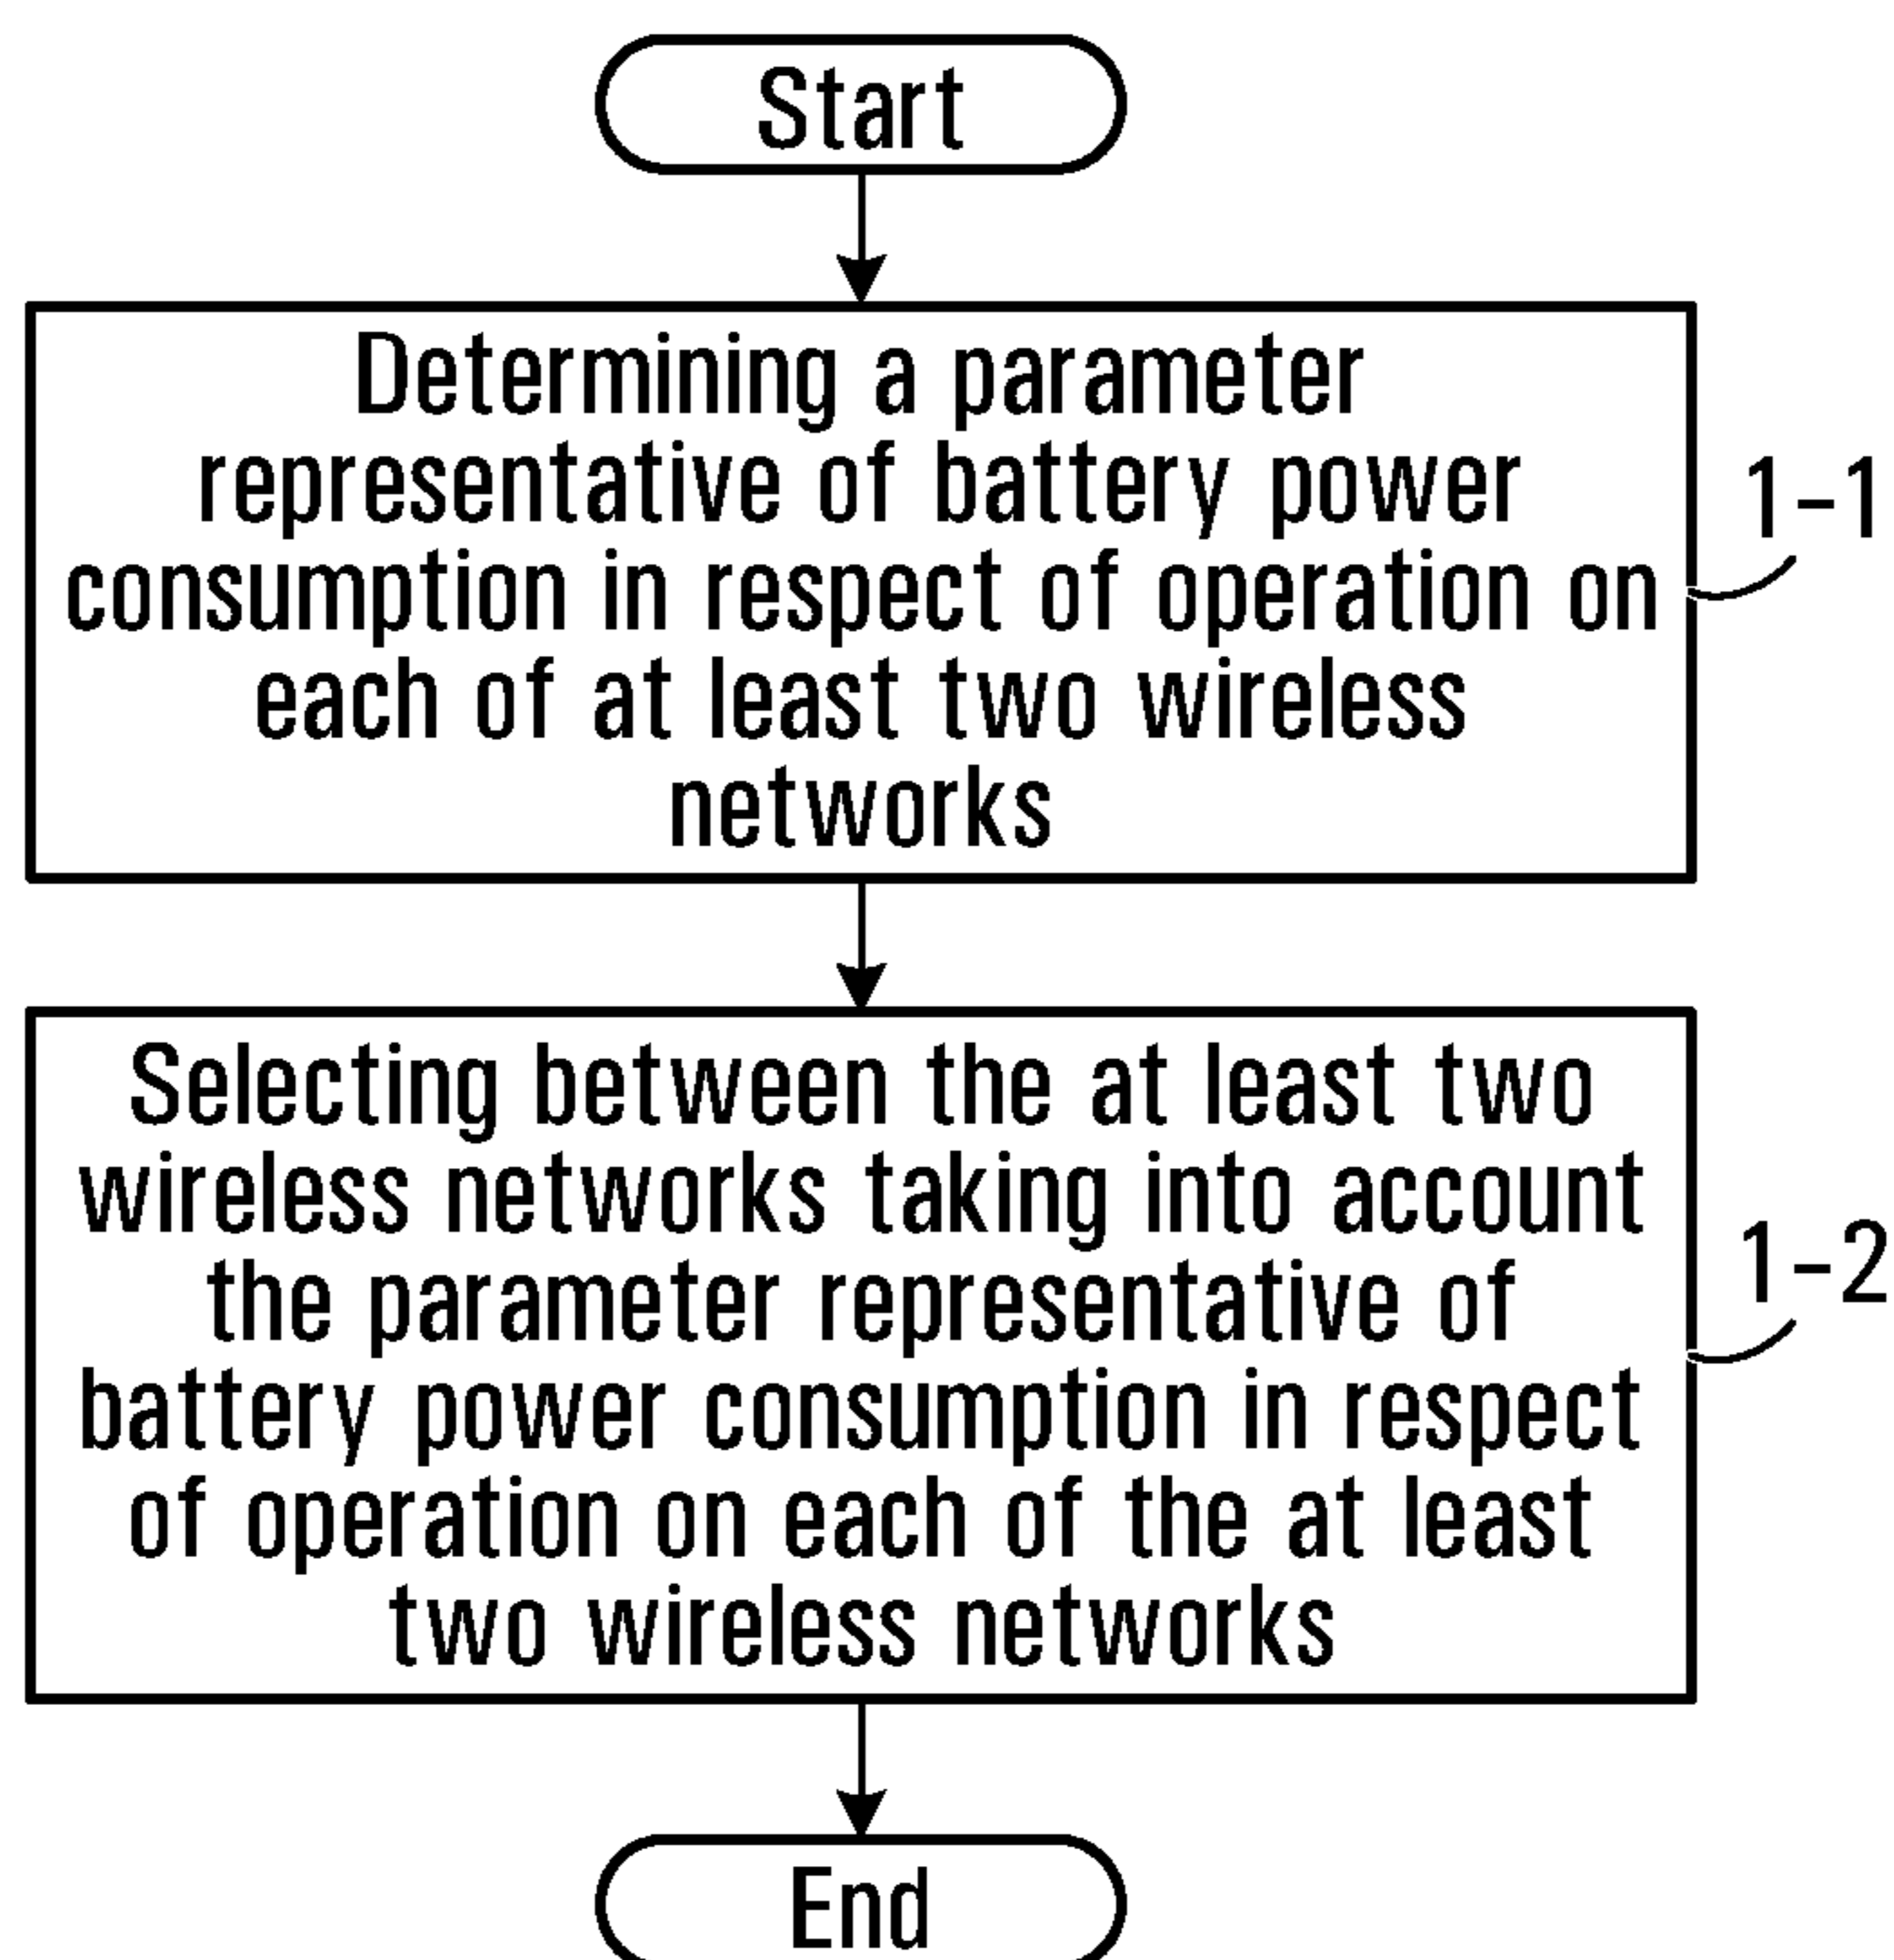 Start
Determining a parameter
representative of battery power
consumption in respect of operation on
each of at least two wireless
networks
1-1
Selecting between the at least two
wireless networks taking into account
the parameter representative of
battery power consumption in respect
of operation on each of the at least
two wireless networks
1-2
End